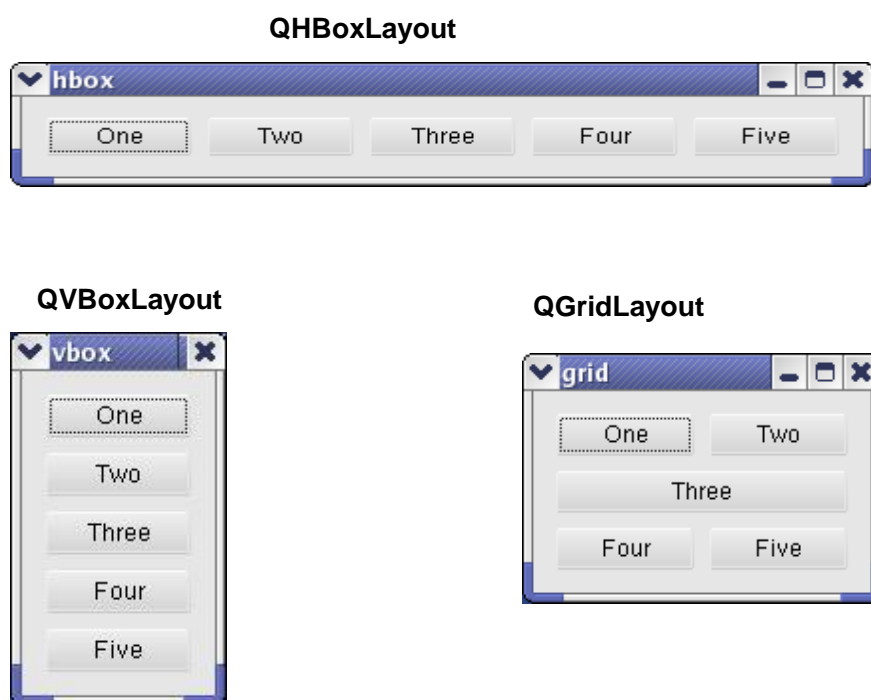 QHBoxLayout
hbox
One Two Three Four Five
QVBoxLayout
vbox
One
Two
Three
Four
Five
QGridLayout
grid
One Two
Three
Four Five